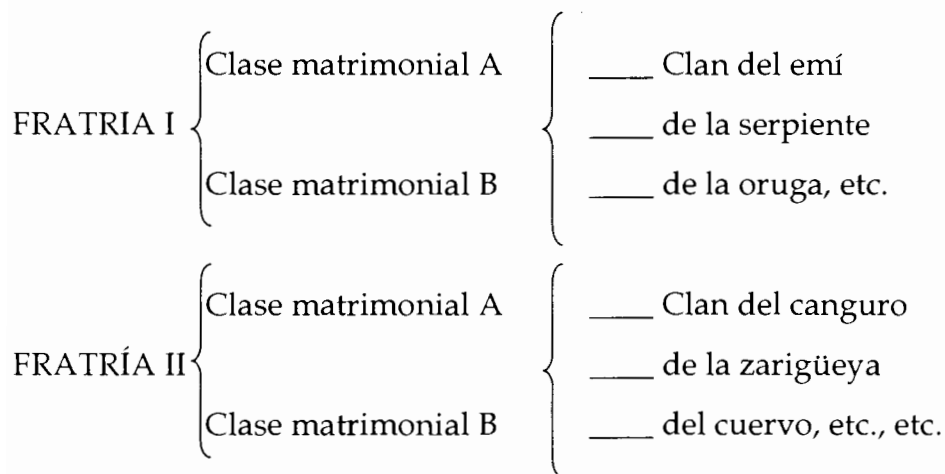 Clase matrimonial A ____ Clan del emí
FRATRIA I ____ de la serpiente
Clase matrimonial B ____ de la oruga, etc.
Clase matrimonial A ____ Clan del canguro
FRATRÍA II ____ de la zarigüeya
Clase matrimonial B ____ del cuervo, etc., etc.